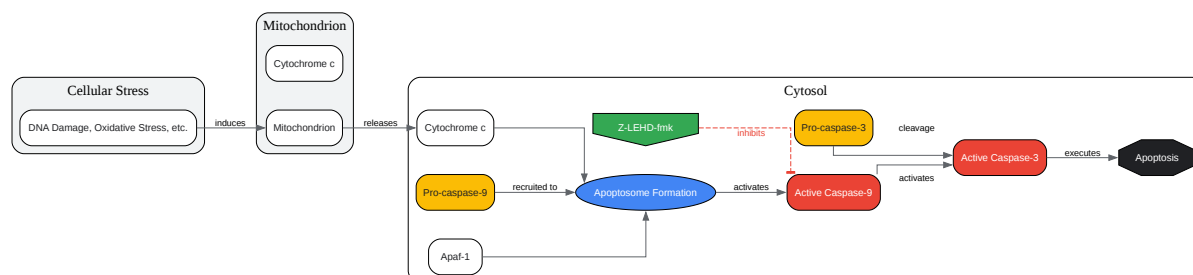 Mitochondrion
Cytochrome c
Cellular Stress
DNA Damage, Oxidative Stress, etc.
induces
Mitochondrion
releases
Cytosol
Cytochrome c
Z-LEHD-fmk
inhibits
Pro-caspase-3
cleavage
Active Caspase-3
executes
Apoptosis
Pro-caspase-9
recruited to
Apoptosome Formation
activates
Active Caspase-9
activates
Apaf-1